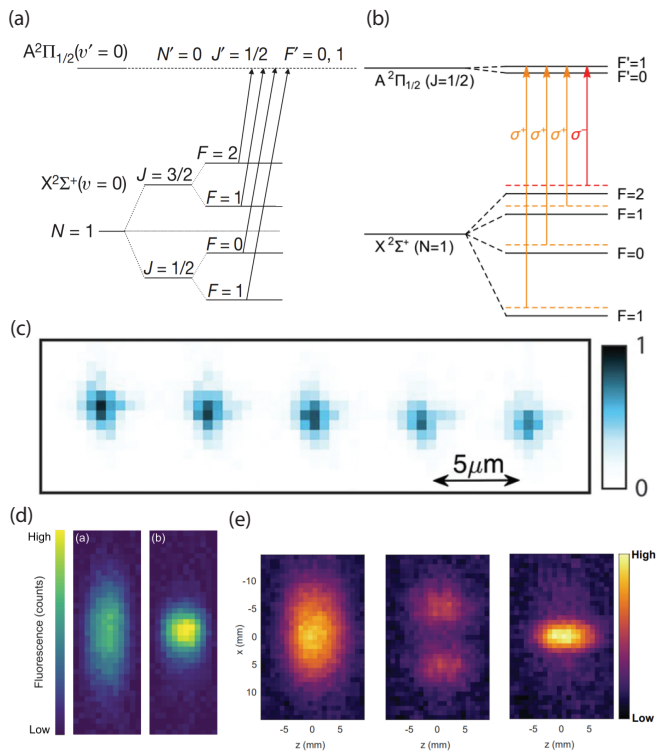 (a)
A²Π₁/₂(υ′ = 0) N′ = 0 J′ = 1/2 F′ = 0, 1
F = 2
J = 3/2
X²Σ⁺(υ = 0)
F = 1
N = 1
F = 0
J = 1/2
F = 1
(b)
F'=1
F'=0
A ²Π₁/₂ (J=1/2)
σ⁺ σ⁺ σ⁺ σ⁻
F=2
F=1
X ²Σ⁺ (N=1)
F=0
F=1
(c)
5μm
1
0
(d)
High
Fluorescence (counts)
Low
(a)
(b)
(e)
x (mm)
-10
-5
0
5
10
-5 0 5
z (mm)
-5 0 5
z (mm)
-5 0 5
z (mm)
High
Low